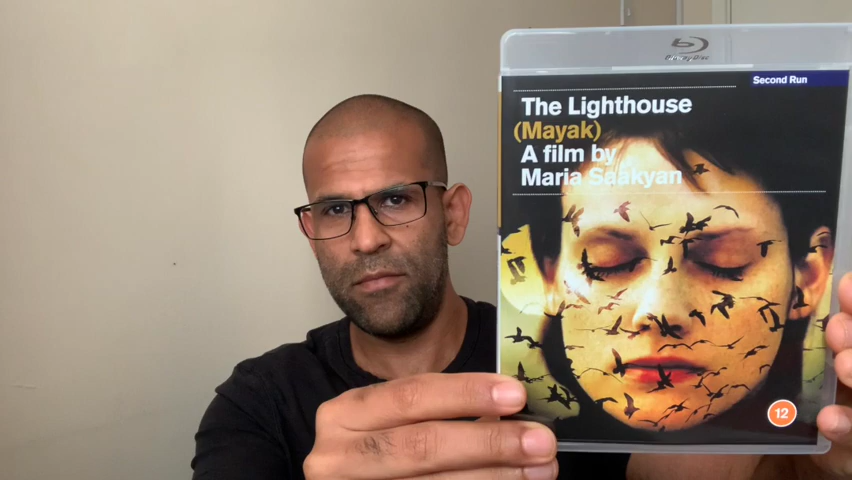 Blu-ray Disc
Second Run
The Lighthouse
(Mayak)
A film by
Maria Saakyan
12